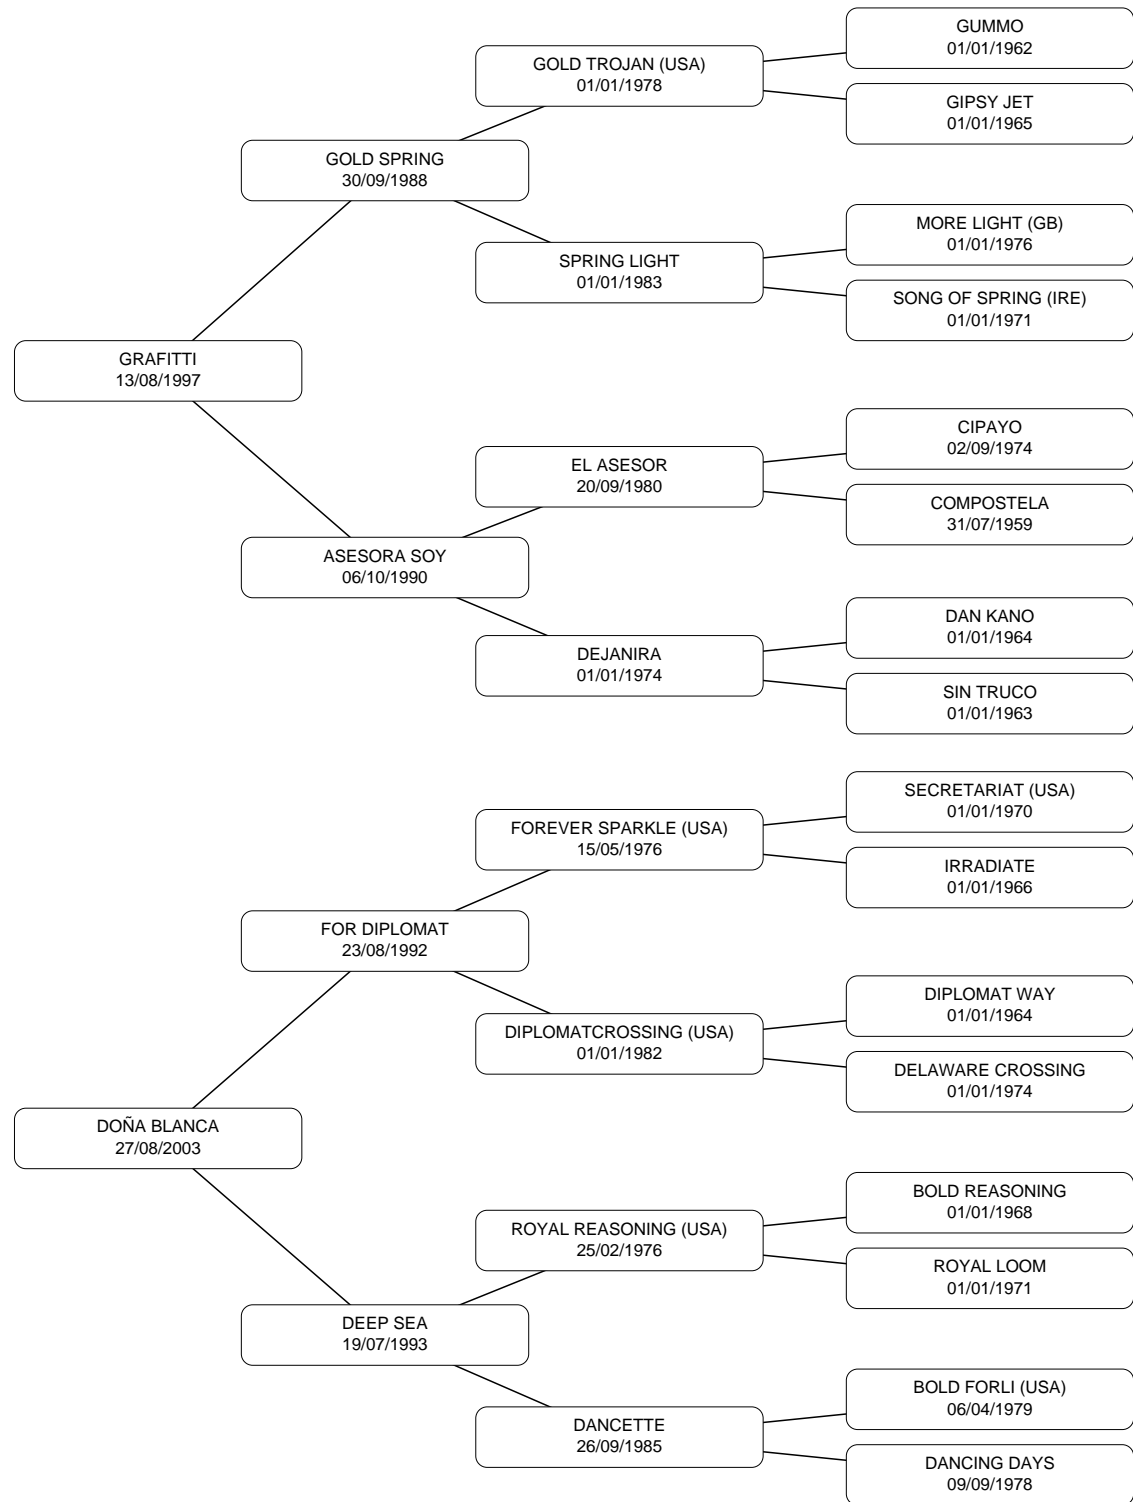 GUMMO
01/01/1962
GOLD TROJAN (USA)
01/01/1978
GIPSY JET
01/01/1965
GOLD SPRING
30/09/1988
MORE LIGHT (GB)
01/01/1976
SPRING LIGHT
01/01/1983
SONG OF SPRING (IRE)
01/01/1971
GRAFITTI
13/08/1997
CIPAYO
02/09/1974
EL ASESOR
20/09/1980
COMPOSTELA
31/07/1959
ASESORA SOY
06/10/1990
DAN KANO
01/01/1964
DEJANIRA
01/01/1974
SIN TRUCO
01/01/1963
SECRETARIAT (USA)
01/01/1970
FOREVER SPARKLE (USA)
15/05/1976
IRRADIATE
01/01/1966
FOR DIPLOMAT
23/08/1992
DIPLOMAT WAY
01/01/1964
DIPLOMATCROSSING (USA)
01/01/1982
DELAWARE CROSSING
01/01/1974
DOÑA BLANCA
27/08/2003
BOLD REASONING
01/01/1968
ROYAL REASONING (USA)
25/02/1976
ROYAL LOOM
01/01/1971
DEEP SEA
19/07/1993
BOLD FORLI (USA)
06/04/1979
DANCETTE
26/09/1985
DANCING DAYS
09/09/1978